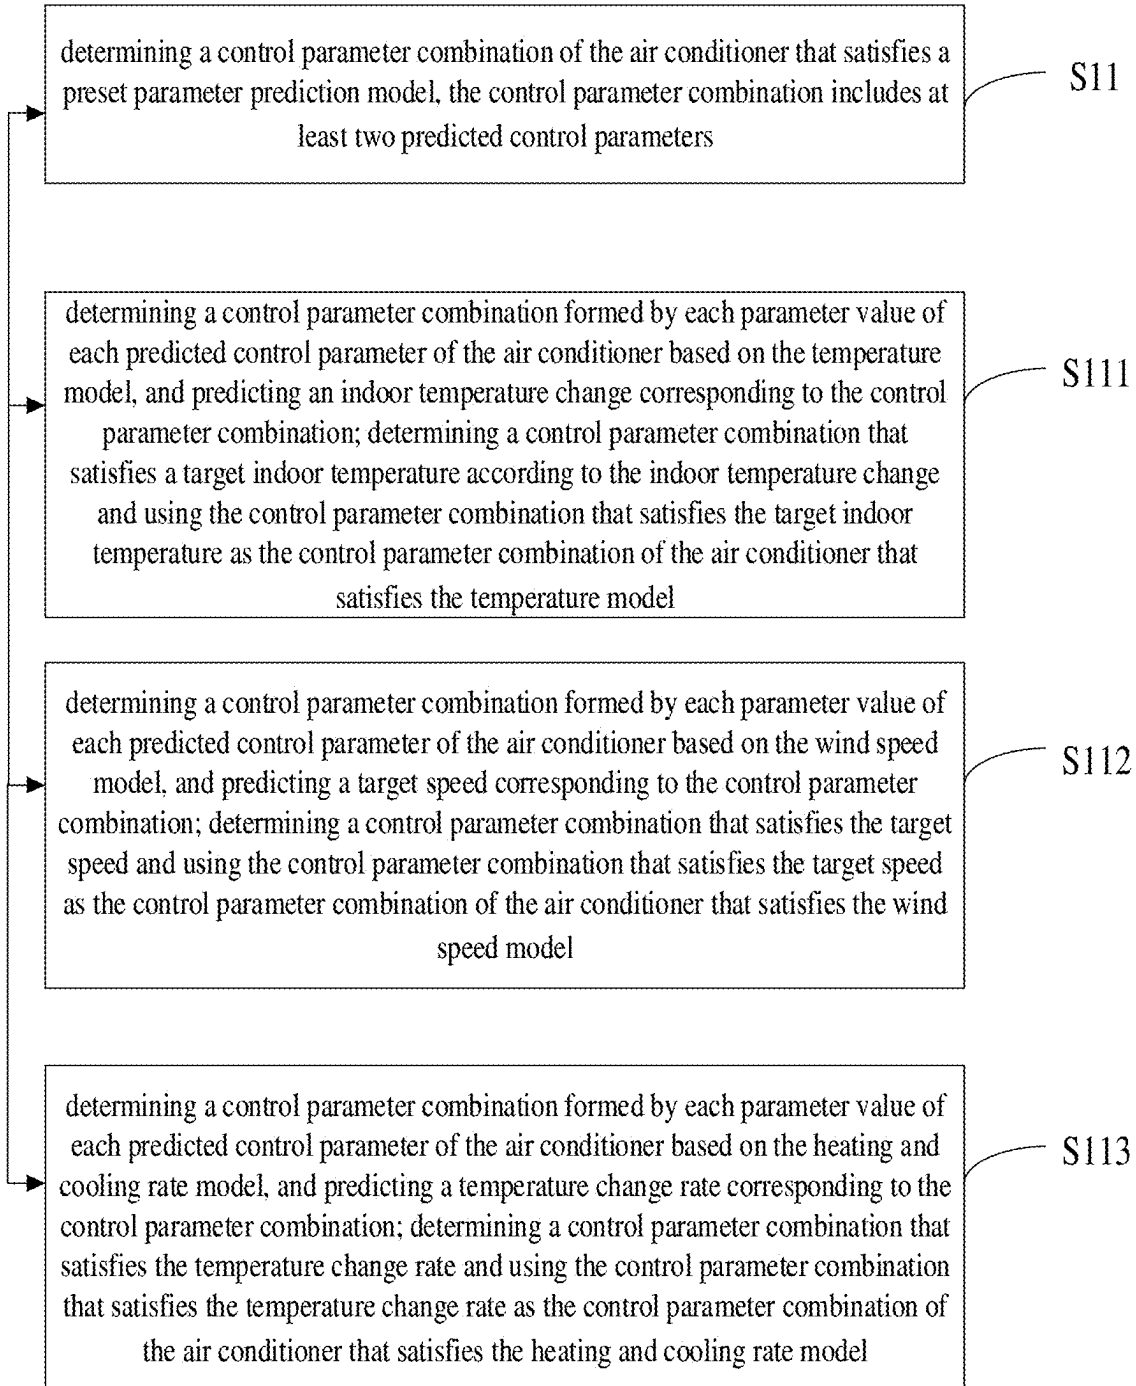 determining a control parameter combination of the air conditioner that satisfies a
preset parameter prediction model, the control parameter combination includes at
least two predicted control parameters
S11
determining a control parameter combination formed by each parameter value of
each predicted control parameter of the air conditioner based on the temperature
model, and predicting an indoor temperature change corresponding to the control
parameter combination; determining a control parameter combination that
satisfies a target indoor temperature according to the indoor temperature change
and using the control parameter combination that satisfies the target indoor
temperature as the control parameter combination of the air conditioner that
satisfies the temperature model
S111
determining a control parameter combination formed by each parameter value of
each predicted control parameter of the air conditioner based on the wind speed
model, and predicting a target speed corresponding to the control parameter
combination; determining a control parameter combination that satisfies the target
speed and using the control parameter combination that satisfies the target speed
as the control parameter combination of the air conditioner that satisfies the wind
speed model
S112
determining a control parameter combination formed by each parameter value of
each predicted control parameter of the air conditioner based on the heating and
cooling rate model, and predicting a temperature change rate corresponding to the
control parameter combination; determining a control parameter combination that
satisfies the temperature change rate and using the control parameter combination
that satisfies the temperature change rate as the control parameter combination of
the air conditioner that satisfies the heating and cooling rate model
S113